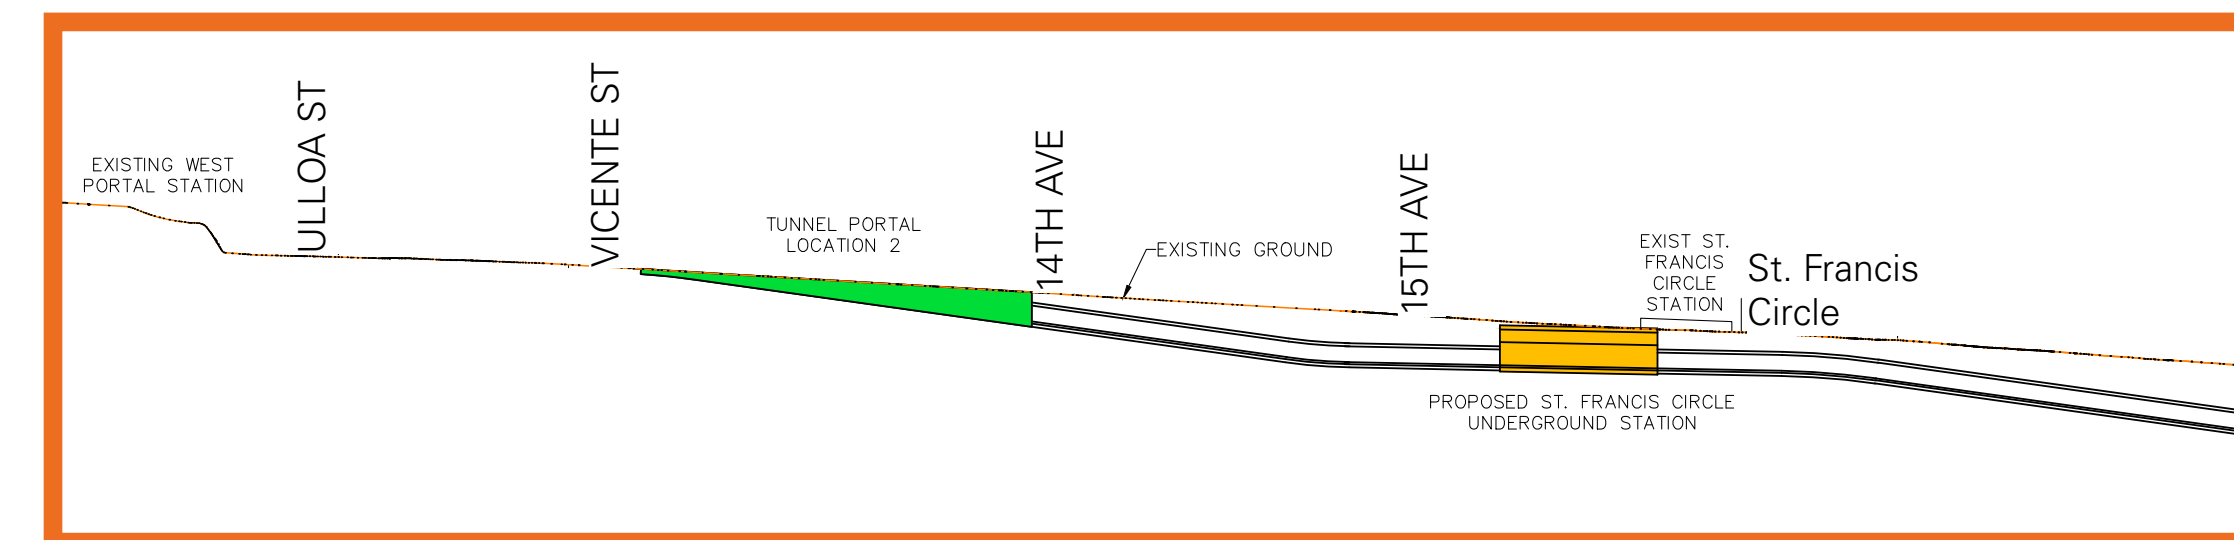 EXISTING WEST
PORTAL STATION
ULLOA ST
VICENTE ST
TUNNEL PORTAL
LOCATION 2
14TH AVE
EXISTING GROUND
15TH AVE
EXIST ST.
FRANCIS
CIRCLE
STATION
St. Francis
Circle
PROPOSED ST. FRANCIS CIRCLE
UNDERGROUND STATION